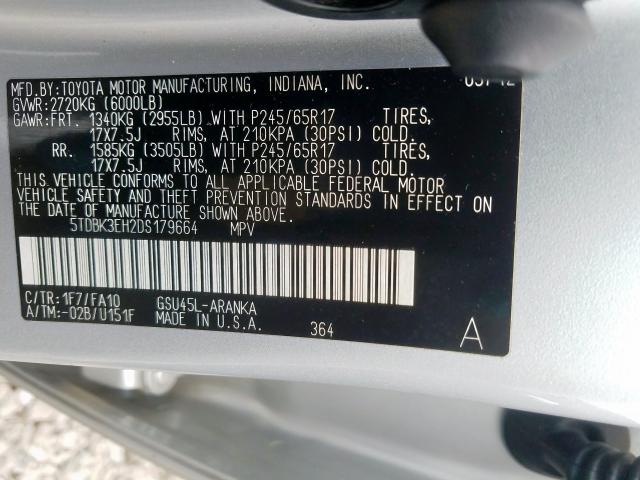 MFD.BY:TOYOTA MOTOR MANUFACTURING, INDIANA, INC.
GVWR:2720KG (6000LB)
GAWR:FRT. 1340KG (2955LB) WITH P245/65R17 TIRES,
17X7.5J RIMS, AT 210KPA (30PSI) COLD.
RR. 1585KG (3505LB) WITH P245/65R17 TIRES,
17X7.5J RIMS, AT 210KPA (30PSI) COLD.
THIS VEHICLE CONFORMS TO ALL APPLICABLE FEDERAL MOTOR
VEHICLE SAFETY AND THEFT PREVENTION STANDARDS IN EFFECT ON
THE DATE OF MANUFACTURE SHOWN ABOVE.
5TDBK3EH2DS179664 MPV
C/TR:1F7/FA10 GSU45L-ARANKA
A/TM:-02B/U151F MADE IN U.S.A. 364 A